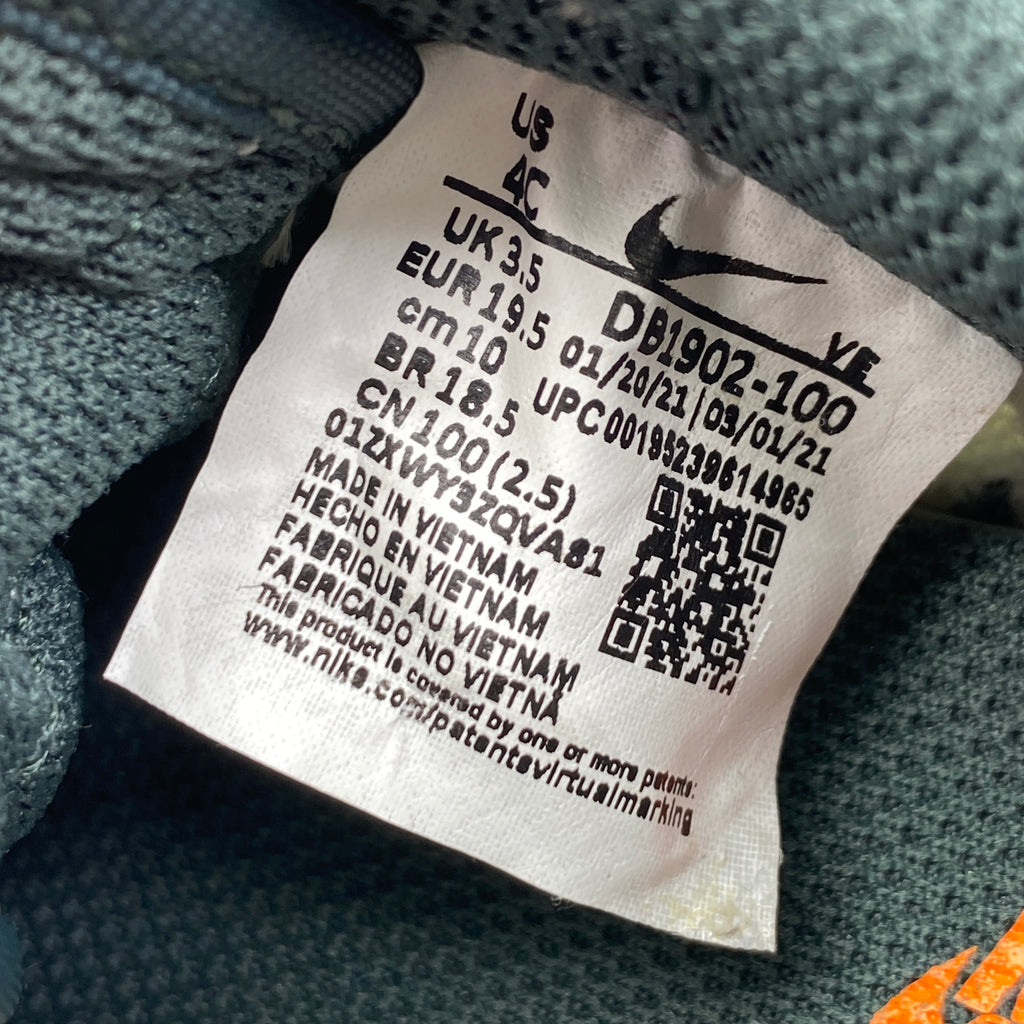 US
4C
YE
UK 3.5
EUR 19.5
cm 10
BR 18.5
CN 100 (2.5)
DB1902-100
01/20/21 | 03/01/21
UPC 00195239614965
01ZXWY3ZQVA81
MADE IN VIETNAM
HECHO EN VIETNAM
FABRIQUE AU VIETNAM
FABRICADO NO VIETNÃ
This product is covered by one or more patents:
www.nike.com/patentsvirtualmarking